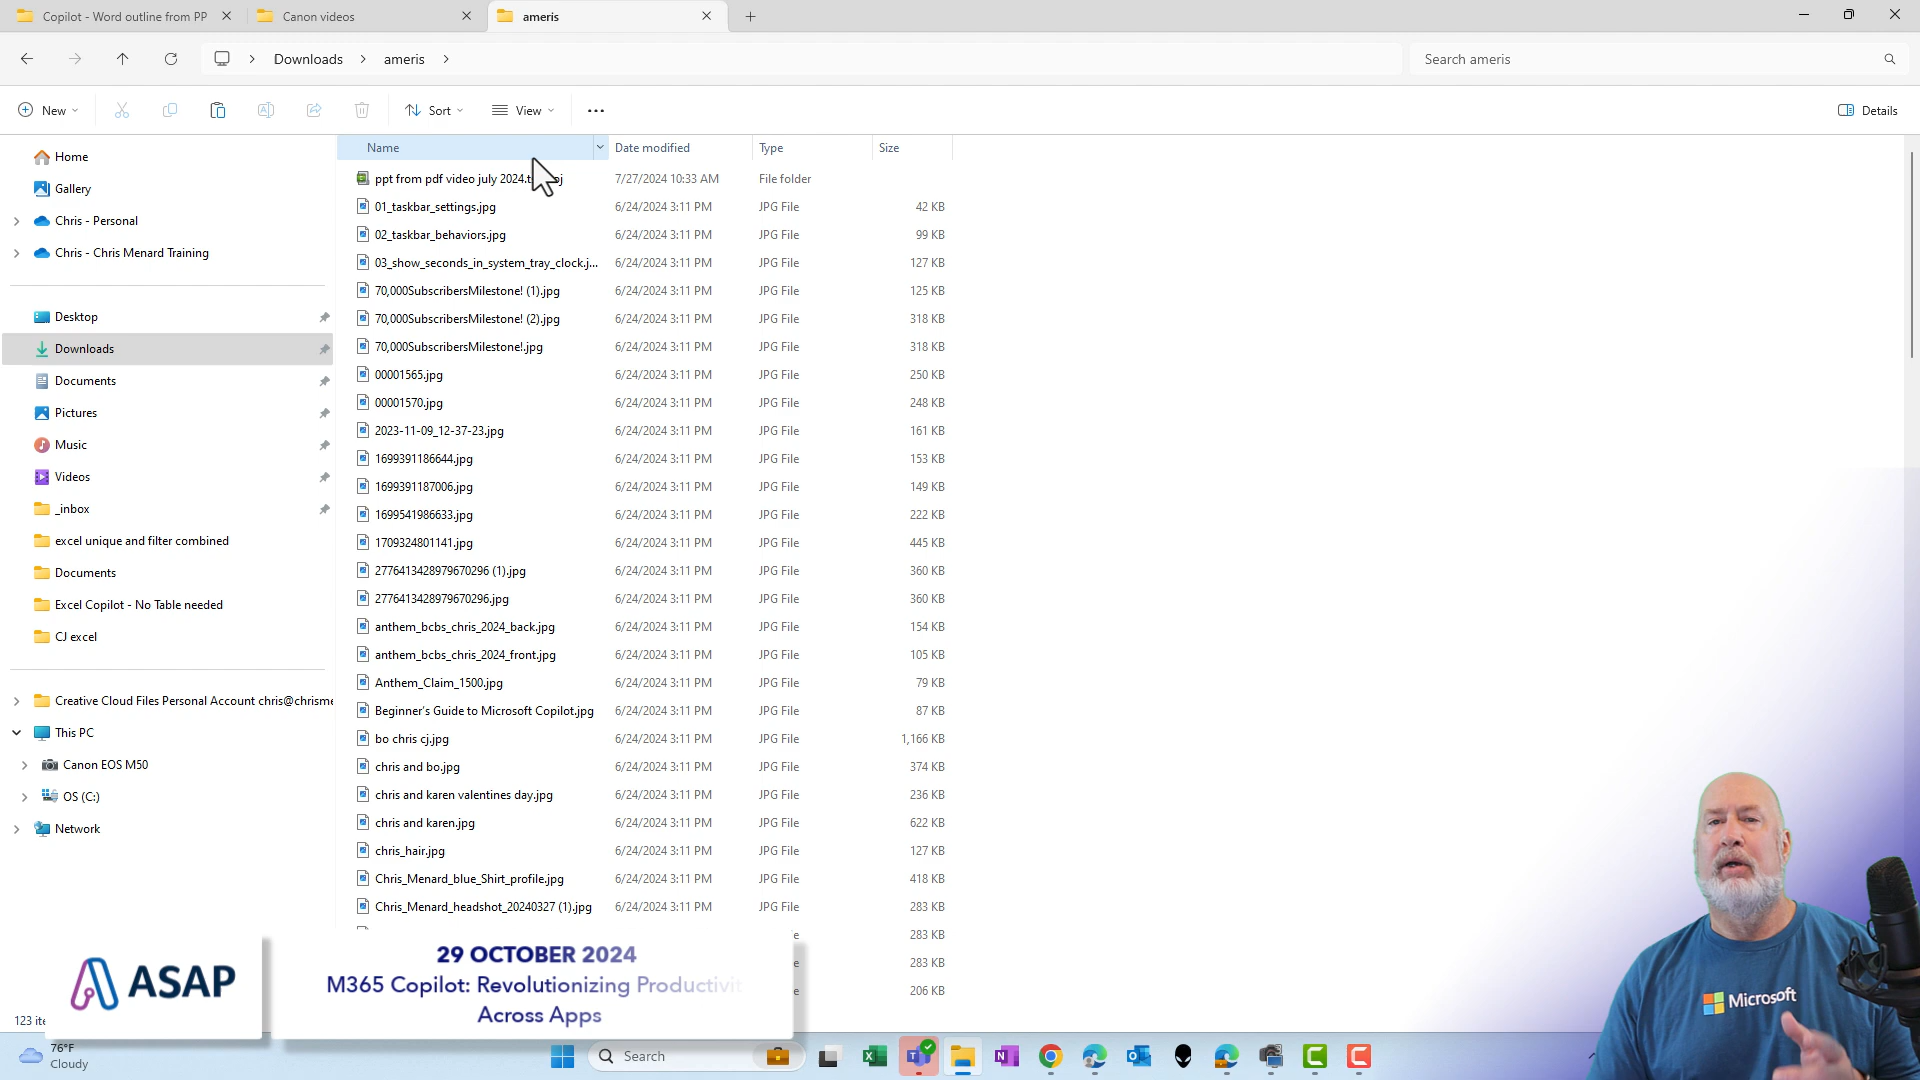 Copilot - Word outline from PP
Canon videos
ameris
Downloads
ameris
Search ameris
New
Sort
View
Details
Home
Gallery
Chris - Personal
Chris - Chris Menard Training
Desktop
Downloads
Documents
Pictures
Music
Videos
_inbox
excel unique and filter combined
Documents
Excel Copilot - No Table needed
CJ excel
Creative Cloud Files Personal Account chris@chrisme
This PC
Canon EOS M50
OS (C:)
Network
Name Date modified Type Size
ppt from pdf video july 2024. 7/27/2024 10:33 AM File folder
01_taskbar_settings.jpg 6/24/2024 3:11 PM JPG File 42 KB
02_taskbar_behaviors.jpg 6/24/2024 3:11 PM JPG File 99 KB
03_show_seconds_in_system_tray_clock.j... 6/24/2024 3:11 PM JPG File 127 KB
70,000SubscribersMilestone! (1).jpg 6/24/2024 3:11 PM JPG File 125 KB
70,000SubscribersMilestone! (2).jpg 6/24/2024 3:11 PM JPG File 318 KB
70,000SubscribersMilestone!.jpg 6/24/2024 3:11 PM JPG File 318 KB
00001565.jpg 6/24/2024 3:11 PM JPG File 250 KB
00001570.jpg 6/24/2024 3:11 PM JPG File 248 KB
2023-11-09_12-37-23.jpg 6/24/2024 3:11 PM JPG File 161 KB
1699391186644.jpg 6/24/2024 3:11 PM JPG File 153 KB
1699391187006.jpg 6/24/2024 3:11 PM JPG File 149 KB
1699541986633.jpg 6/24/2024 3:11 PM JPG File 222 KB
1709324801141.jpg 6/24/2024 3:11 PM JPG File 445 KB
2776413428979670296 (1).jpg 6/24/2024 3:11 PM JPG File 360 KB
2776413428979670296.jpg 6/24/2024 3:11 PM JPG File 360 KB
anthem_bcbs_chris_2024_back.jpg 6/24/2024 3:11 PM JPG File 154 KB
anthem_bcbs_chris_2024_front.jpg 6/24/2024 3:11 PM JPG File 105 KB
Anthem_Claim_1500.jpg 6/24/2024 3:11 PM JPG File 79 KB
Beginner's Guide to Microsoft Copilot.jpg 6/24/2024 3:11 PM JPG File 87 KB
bo chris cj.jpg 6/24/2024 3:11 PM JPG File 1,166 KB
chris and bo.jpg 6/24/2024 3:11 PM JPG File 374 KB
chris and karen valentines day.jpg 6/24/2024 3:11 PM JPG File 236 KB
chris and karen.jpg 6/24/2024 3:11 PM JPG File 622 KB
chris_hair.jpg 6/24/2024 3:11 PM JPG File 127 KB
Chris_Menard_blue_Shirt_profile.jpg 6/24/2024 3:11 PM JPG File 418 KB
Chris_Menard_headshot_20240327 (1).jpg 6/24/2024 3:11 PM JPG File 283 KB
e 283 KB
e 283 KB
e 206 KB
ASAP
29 OCTOBER 2024
M365 Copilot: Revolutionizing Productivit
Across Apps
Microsoft
123 ite
76°F
Cloudy
Search